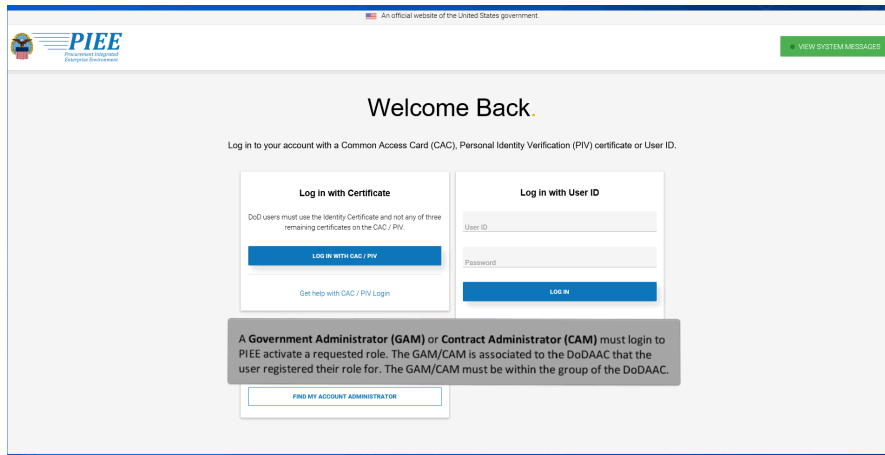 An official website of the United States government.
PIEE
Procurement Integrated
Enterprise Environment
VIEW SYSTEM MESSAGES
Welcome Back.
Log in to your account with a Common Access Card (CAC), Personal Identity Verification (PIV) certificate or User ID.
Log in with Certificate
DoD users must use the Identity Certificate and not any of three
remaining certificates on the CAC / PIV.
LOG IN WITH CAC / PIV
Get help with CAC / PIV Login
Log in with User ID
User ID
Password
LOG IN
A Government Administrator (GAM) or Contract Administrator (CAM) must login to
PIEE activate a requested role. The GAM/CAM is associated to the DoDAAC that the
user registered their role for. The GAM/CAM must be within the group of the DoDAAC.
FIND MY ACCOUNT ADMINISTRATOR